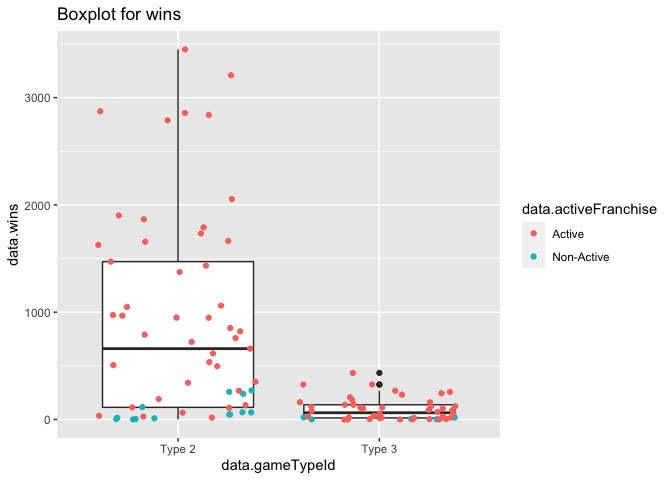 Boxplot for wins
data.wins
3000
2000
1000
0
Type 2
Type 3
data.gameTypeId
data.activeFranchise
Active
Non-Active